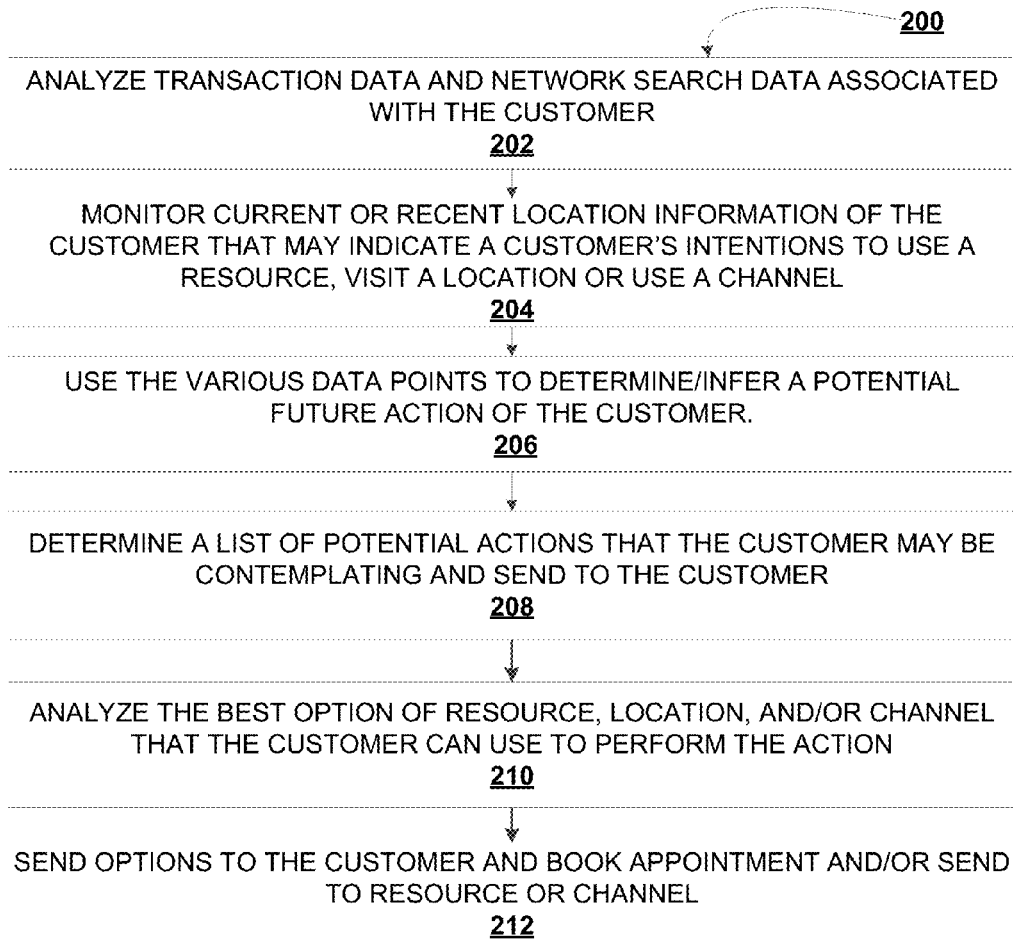 200
ANALYZE TRANSACTION DATA AND NETWORK SEARCH DATA ASSOCIATED
WITH THE CUSTOMER
202
MONITOR CURRENT OR RECENT LOCATION INFORMATION OF THE
CUSTOMER THAT MAY INDICATE A CUSTOMER'S INTENTIONS TO USE A
RESOURCE, VISIT A LOCATION OR USE A CHANNEL
204
USE THE VARIOUS DATA POINTS TO DETERMINE/INFER A POTENTIAL
FUTURE ACTION OF THE CUSTOMER.
206
DETERMINE A LIST OF POTENTIAL ACTIONS THAT THE CUSTOMER MAY BE
CONTEMPLATING AND SEND TO THE CUSTOMER
208
ANALYZE THE BEST OPTION OF RESOURCE, LOCATION, AND/OR CHANNEL
THAT THE CUSTOMER CAN USE TO PERFORM THE ACTION
210
SEND OPTIONS TO THE CUSTOMER AND BOOK APPOINTMENT AND/OR SEND
TO RESOURCE OR CHANNEL
212